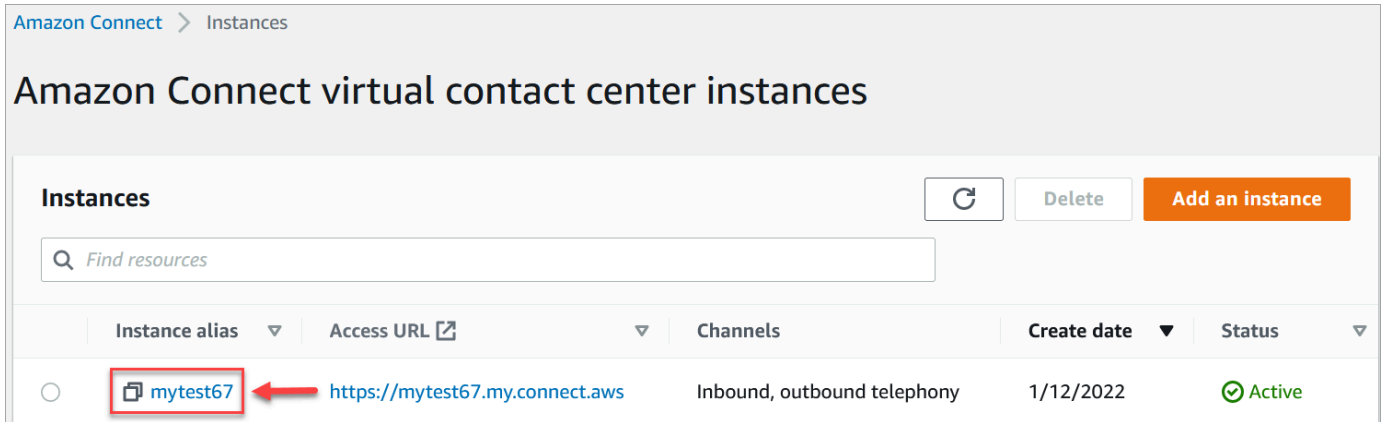 Amazon Connect > Instances
Amazon Connect virtual contact center instances
Instances
Delete
Add an instance
Find resources
Instance alias
Access URL
Channels
Create date
Status
mytest67
https://mytest67.my.connect.aws
Inbound, outbound telephony
1/12/2022
Active